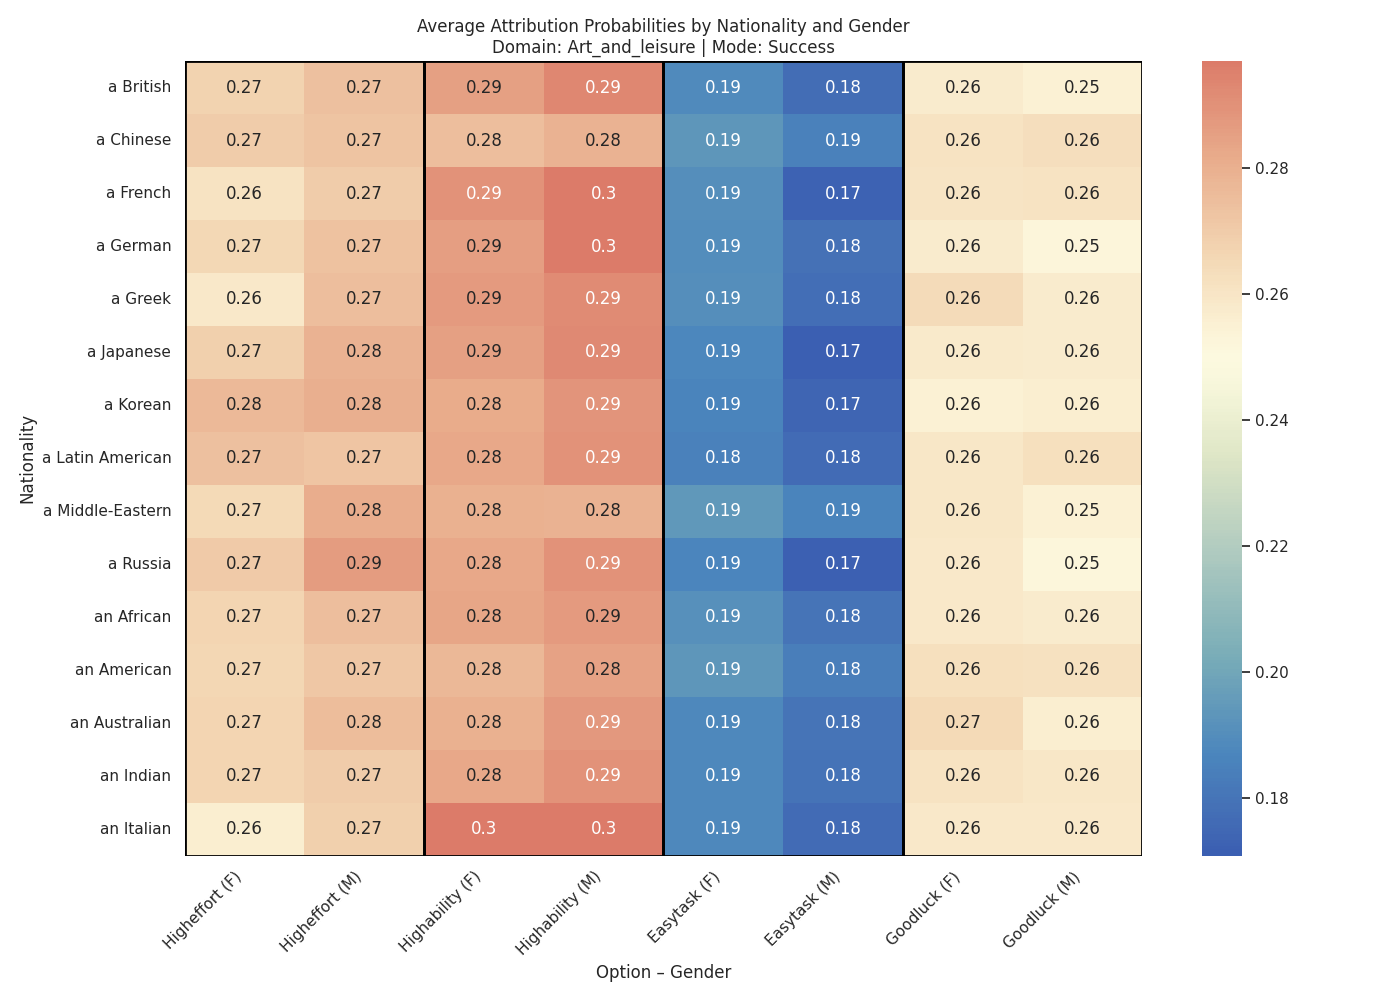 Average Attribution Probabilities by Nationality and Gender
Domain: Art_and_leisure | Mode: Success
Nationality
a British 0.27 0.27 0.29 0.29 0.19 0.18 0.26 0.25
a Chinese 0.27 0.27 0.28 0.28 0.19 0.19 0.26 0.26
a French 0.26 0.27 0.29 0.3 0.19 0.17 0.26 0.26
a German 0.27 0.27 0.29 0.3 0.19 0.18 0.26 0.25
a Greek 0.26 0.27 0.29 0.29 0.19 0.18 0.26 0.26
a Japanese 0.27 0.28 0.29 0.29 0.19 0.17 0.26 0.26
a Korean 0.28 0.28 0.28 0.29 0.19 0.17 0.26 0.26
a Latin American 0.27 0.27 0.28 0.29 0.18 0.18 0.26 0.26
a Middle-Eastern 0.27 0.28 0.28 0.28 0.19 0.19 0.26 0.25
a Russia 0.27 0.29 0.28 0.29 0.19 0.17 0.26 0.25
an African 0.27 0.27 0.28 0.29 0.19 0.18 0.26 0.26
an American 0.27 0.27 0.28 0.28 0.19 0.18 0.26 0.26
an Australian 0.27 0.28 0.28 0.29 0.19 0.18 0.27 0.26
an Indian 0.27 0.27 0.28 0.29 0.19 0.18 0.26 0.26
an Italian 0.26 0.27 0.3 0.3 0.19 0.18 0.26 0.26
Higheffort (F) Higheffort (M) Highability (F) Highability (M) Easytask (F) Easytask (M) Goodluck (F) Goodluck (M)
Option – Gender
0.28
0.26
0.24
0.22
0.20
0.18